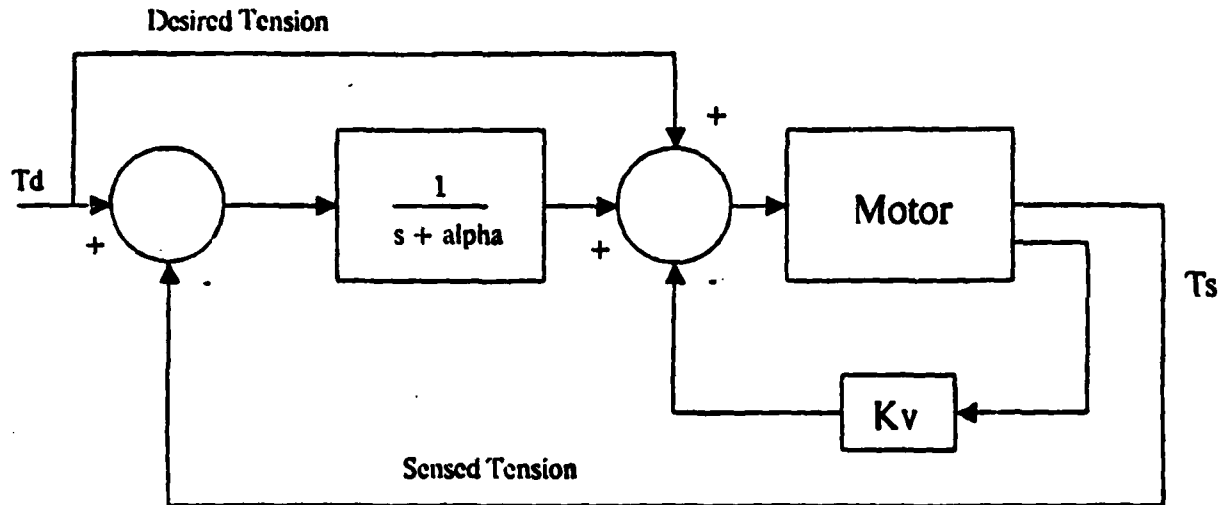 Desired Tension
+
Td
1
s + alpha
Motor
+
+
-
-
Ts
Kv
Sensed Tension